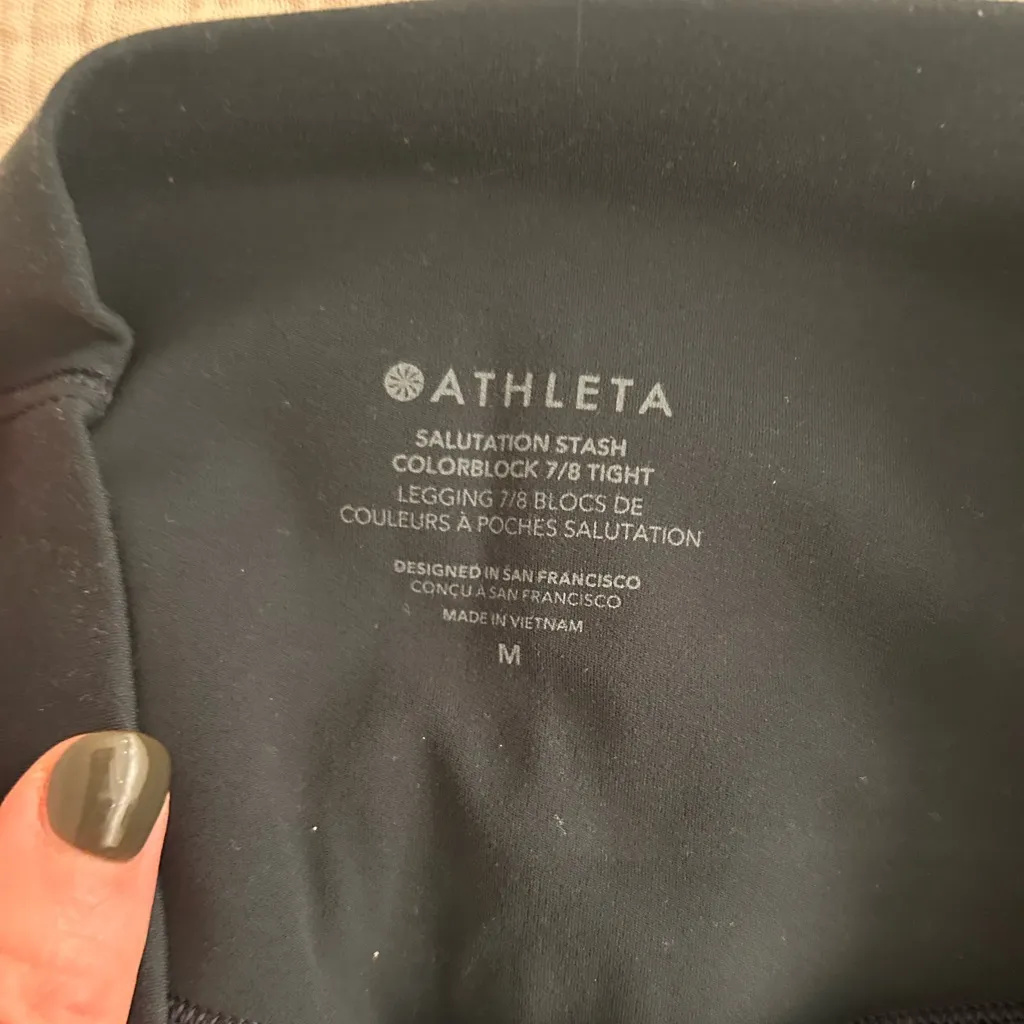 ATHLETA
SALUTATION STASH
COLORBLOCK 7/8 TIGHT
LEGGING 7/8 BLOCS DE
COULEURS À POCHES SALUTATION
DESIGNED IN SAN FRANCISCO
CONÇU À SAN FRANCISCO
MADE IN VIETNAM
M